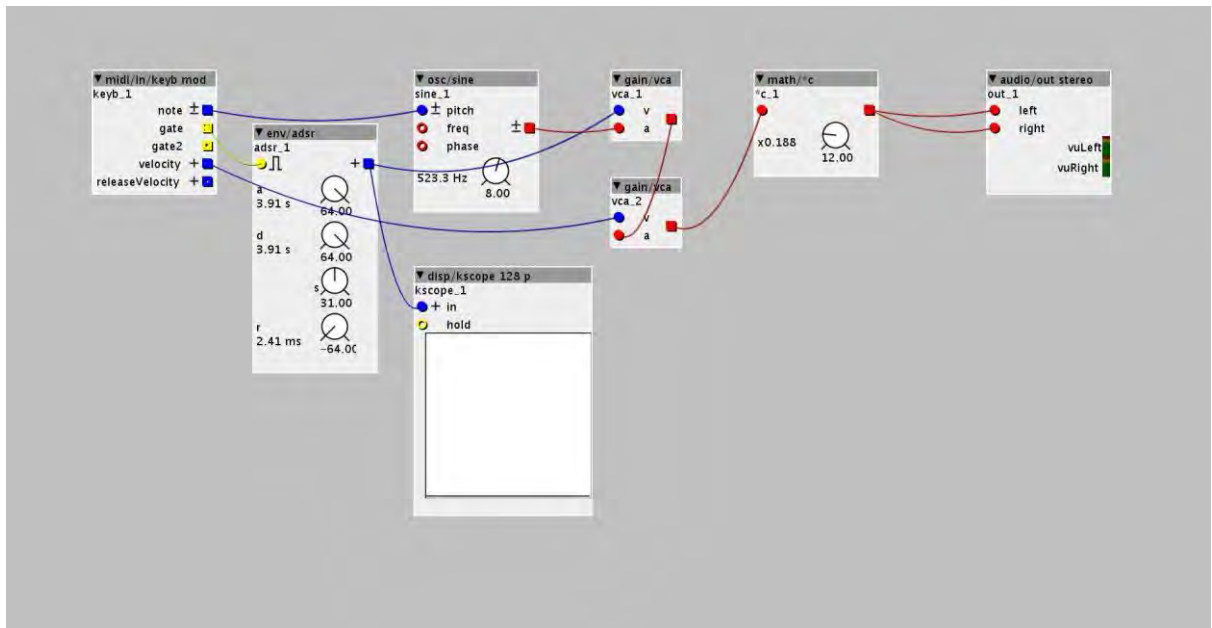 ▼ midi/in/keyb mod
keyb_1
note ±
gate
gate2
velocity +
releaseVelocity +
▼ env/adsr
adsr_1
+
a
3.91 s
64.00
d
3.91 s
64.00
s
31.00
r
2.41 ms
-64.00
▼ osc/sine
sine_1
± pitch
freq ±
phase
523.3 Hz
8.00
▼ disp/kscope 128 p
kscope_1
+ in
hold
▼ gain/vca
vca_1
v
a
▼ gain/vca
vca_2
v
a
▼ math/*c
*c_1
x0.188
12.00
▼ audio/out stereo
out_1
left
right
vuLeft
vuRight